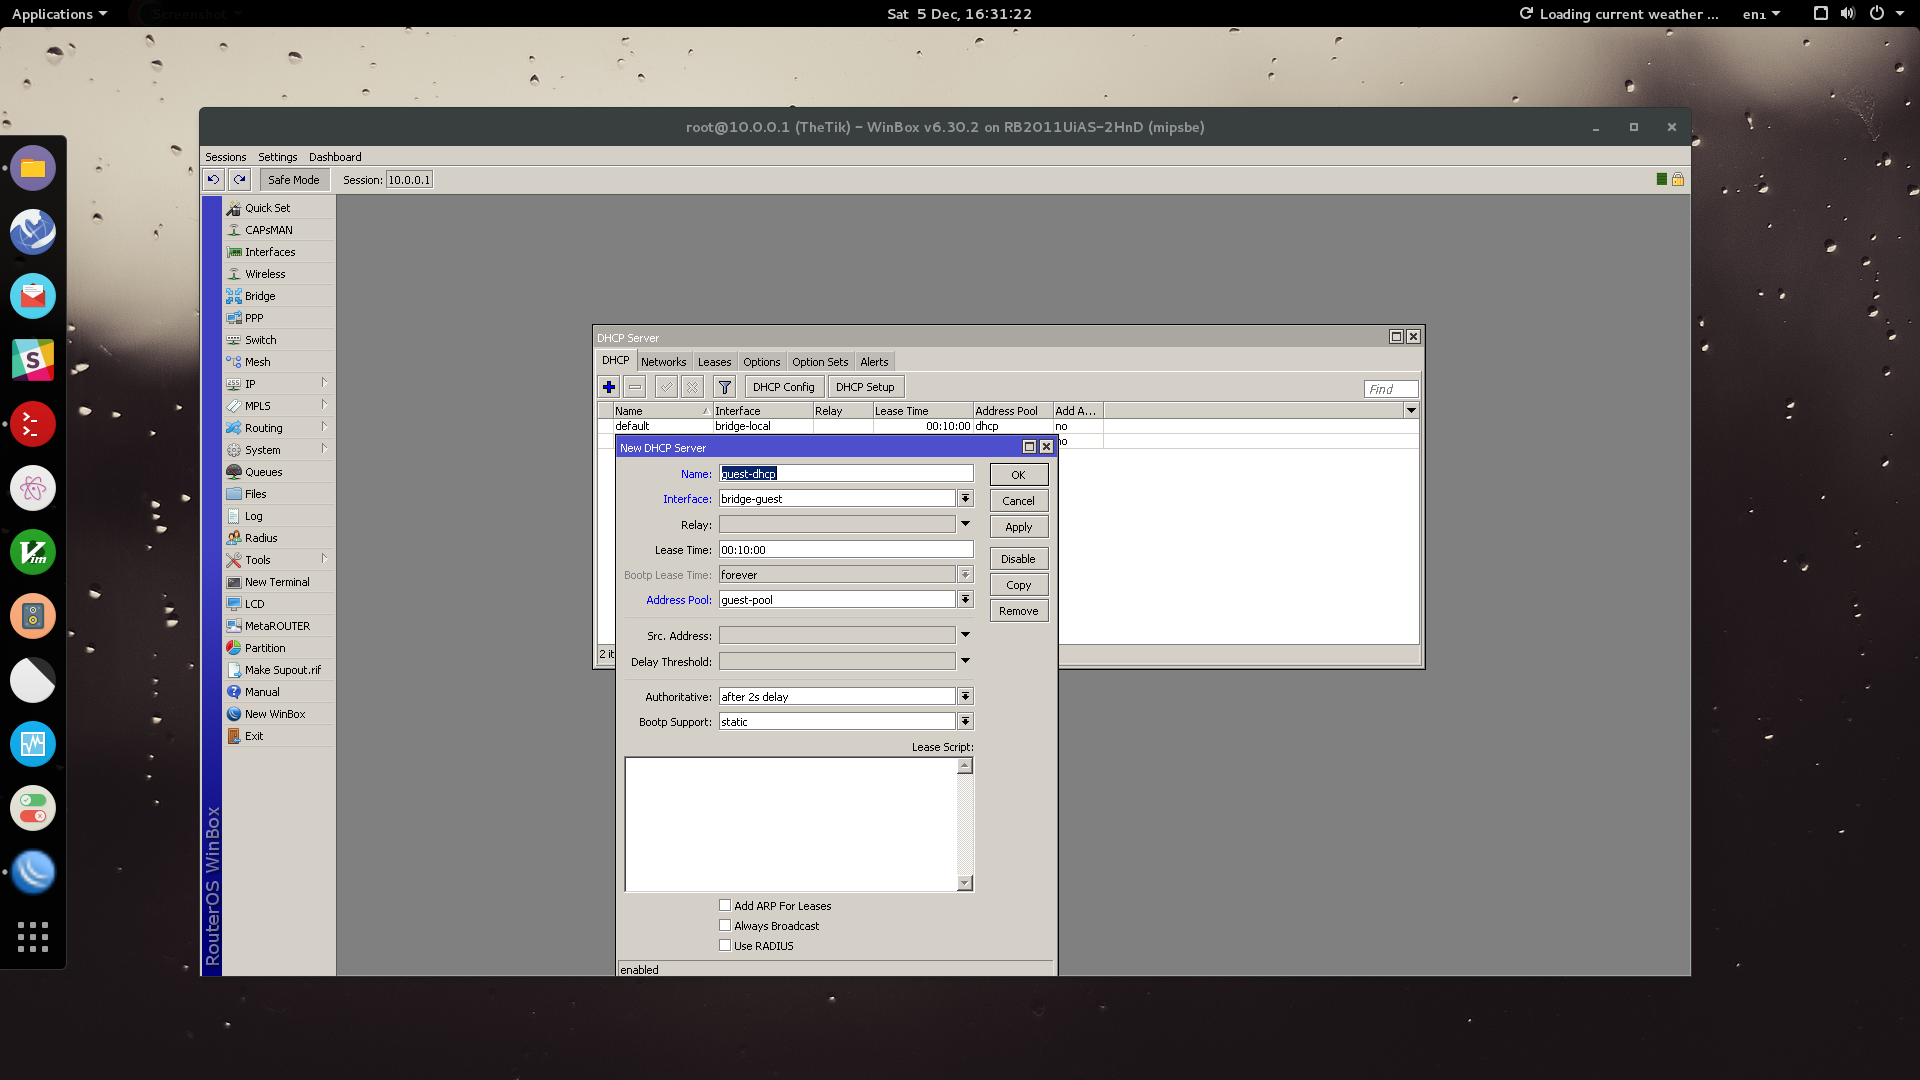 Applications
Screenshot
Sat 5 Dec, 16:31:22
Loading current weather ...
en₁
root@10.0.0.1 (TheTik) - WinBox v6.30.2 on RB2011UiAS-2HnD (mipsbe)
Sessions Settings Dashboard
Safe Mode Session: 10.0.0.1
Quick Set
CAPsMAN
Interfaces
Wireless
Bridge
PPP
Switch
Mesh
IP
MPLS
Routing
System
Queues
Files
Log
Radius
Tools
New Terminal
LCD
MetaROUTER
Partition
Make Supout.rif
Manual
New WinBox
Exit
RouterOS WinBox
DHCP Server
DHCP Networks Leases Options Option Sets Alerts
DHCP Config DHCP Setup Find
Name Interface Relay Lease Time Address Pool Add A...
default bridge-local 00:10:00 dhcp no
no
2 it
New DHCP Server
Name: guest-dhcp
Interface: bridge-guest
Relay:
Lease Time: 00:10:00
Bootp Lease Time: forever
Address Pool: guest-pool
Src. Address:
Delay Threshold:
Authoritative: after 2s delay
Bootp Support: static
Lease Script:
Add ARP For Leases
Always Broadcast
Use RADIUS
enabled
OK
Cancel
Apply
Disable
Copy
Remove
S
Vim